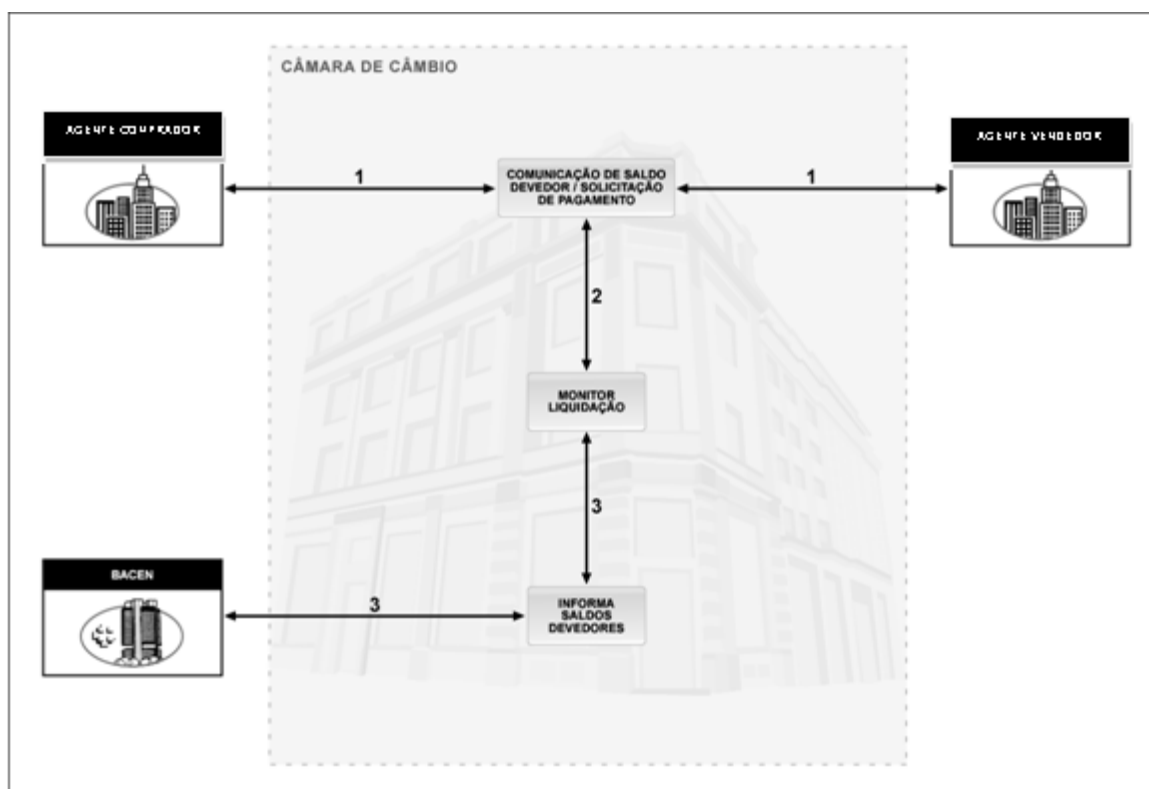 CÂMARA DE CÂMBIO
AGENTE COMPRADOR
AGENTE VENDEDOR
COMUNICAÇÃO DE SALDO
DEVEDOR / SOLICITAÇÃO
DE PAGAMENTO
1
1
2
MONITOR
LIQUIDAÇÃO
3
BACEN
INFORMA
SALDOS
DEVEDORES
3